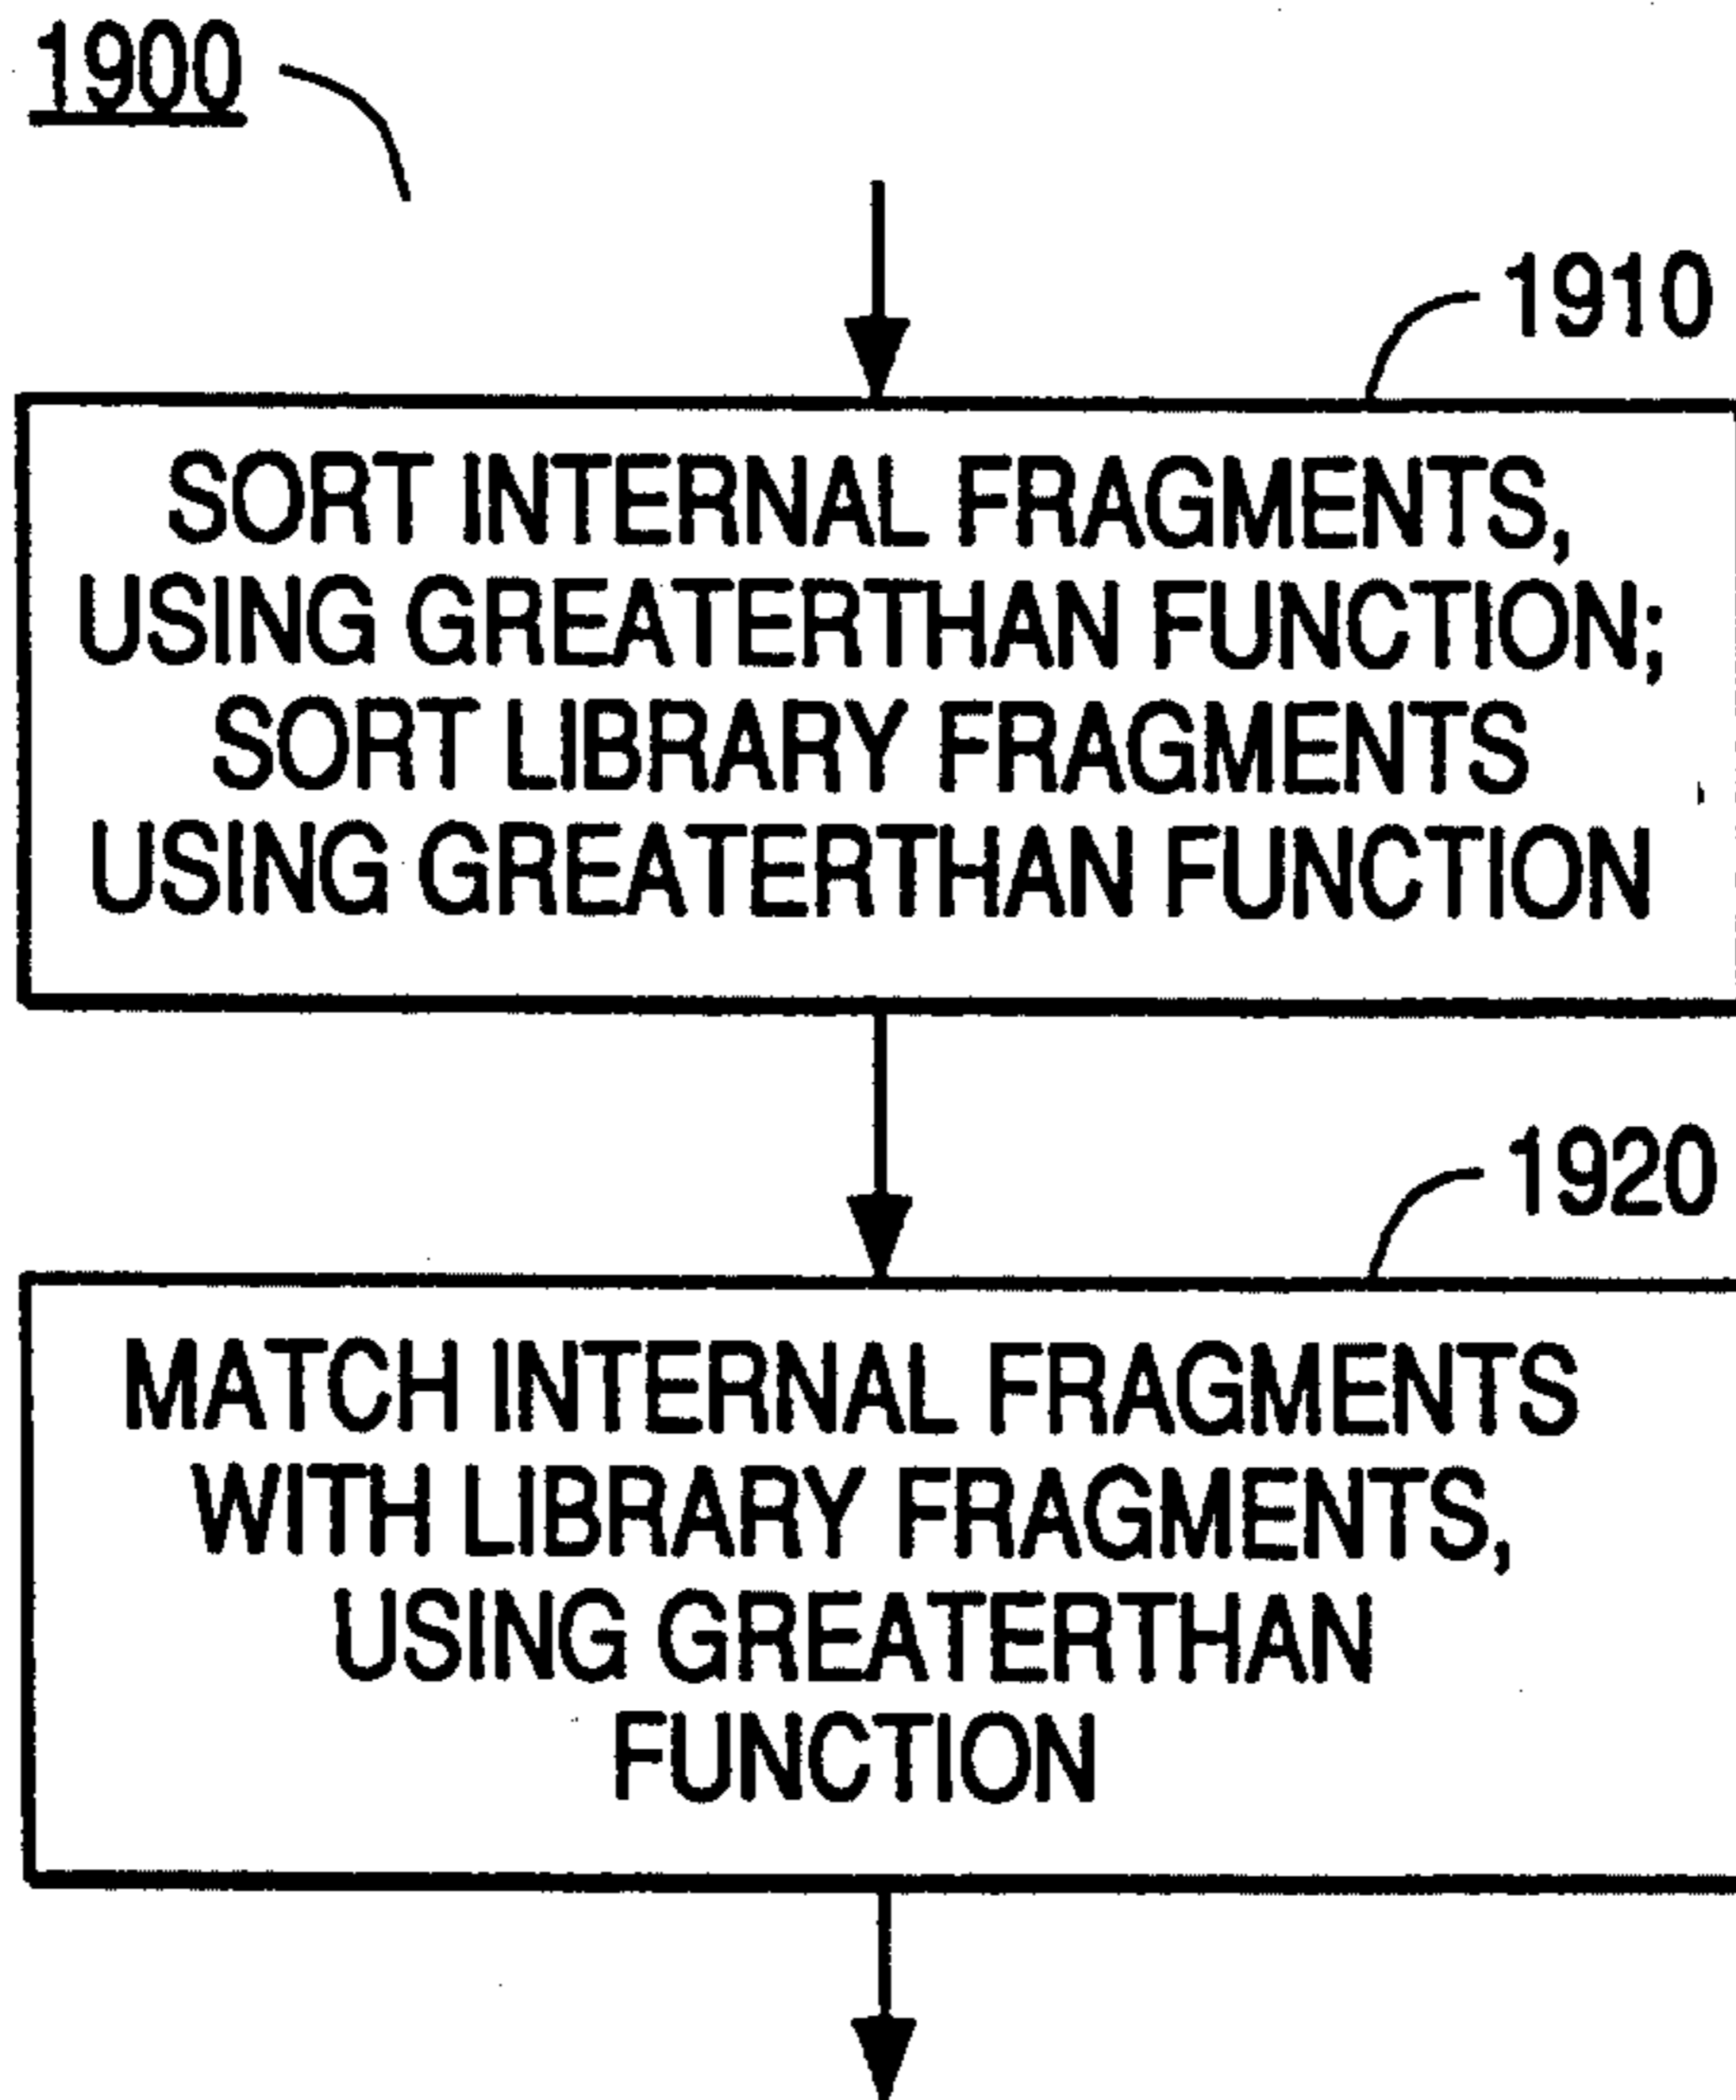 1900
1910
SORT INTERNAL FRAGMENTS,
USING GREATERTHAN FUNCTION;
SORT LIBRARY FRAGMENTS
USING GREATERTHAN FUNCTION
1920
MATCH INTERNAL FRAGMENTS
WITH LIBRARY FRAGMENTS,
USING GREATERTHAN
FUNCTION